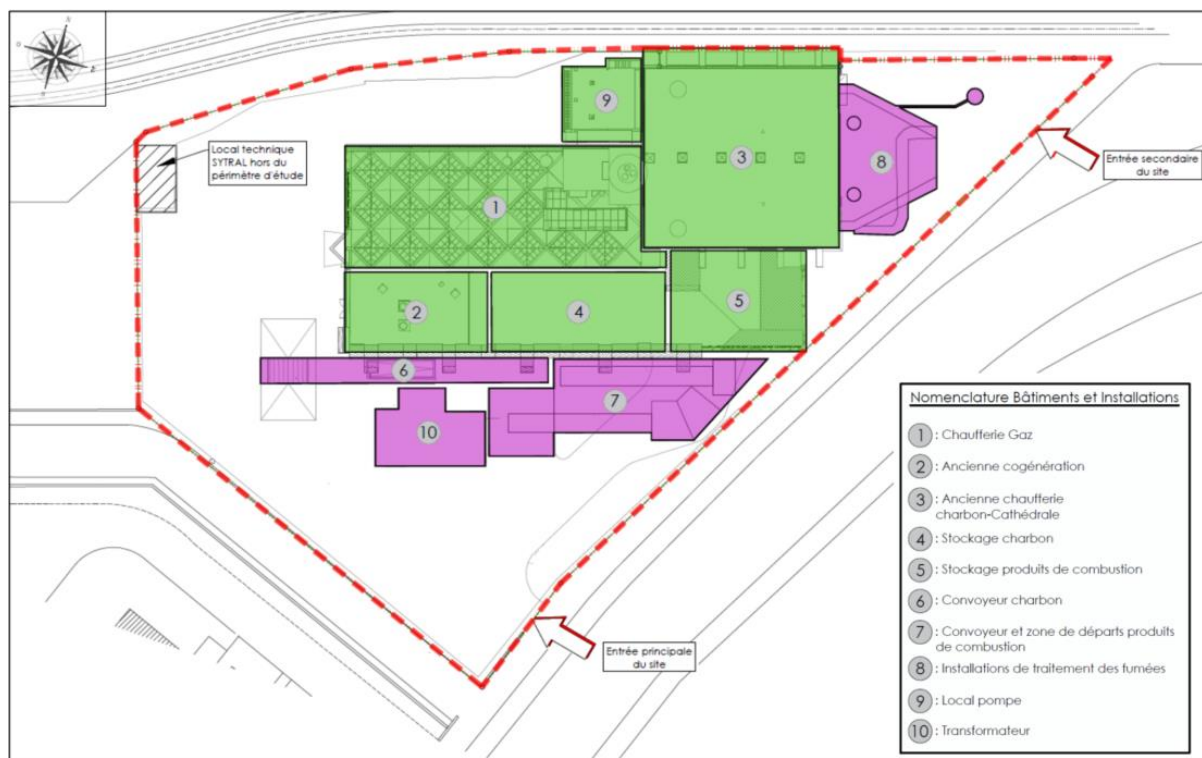 N
E
S
O
Local technique
SYTRAL hors du
périmètre d'étude
9
3
8
Entrée secondaire
du site
1
2
4
5
6
7
10
Entrée principale
du site
Nomenclature Bâtiments et Installations
1 : Chaufferie Gaz
2 : Ancienne cogénération
3 : Ancienne chaufferie
charbon-Cathédrale
4 : Stockage charbon
5 : Stockage produits de combustion
6 : Convoyeur charbon
7 : Convoyeur et zone de départs produits
de combustion
8 : Installations de traitement des fumées
9 : Local pompe
10 : Transformateur